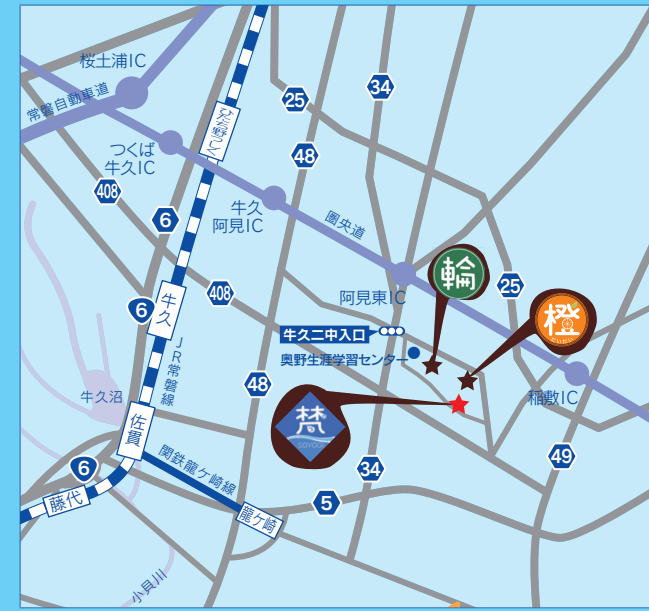 桜土浦IC
常磐自動車道
ひたち野うしく
25
34
つくば
牛久IC
48
408
6
牛久
阿見IC
圏央道
輪
25
阿見東IC
橙
だいだい
6
牛久
408
牛久二中入口
奥野生涯学習センター
JR常磐線
48
牛久沼
稲敷IC
佐貫
梵
SOYOGI
6
関鉄龍ケ崎線
34
49
藤代
5
龍ケ崎
小貝川